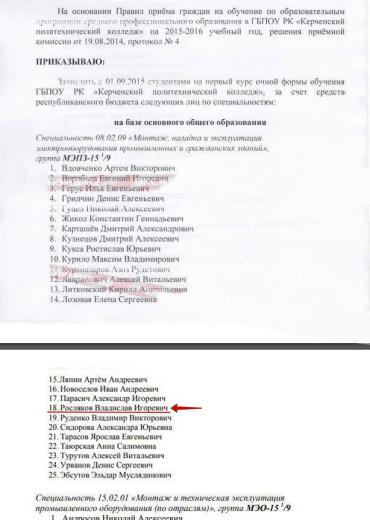 На основании Правил приёма граждан на обучение по образовательным
программам среднего профессионального образования в ГБПОУ РК «Керченский
политехнический колледж» на 2015-2016 учебный год, решения приёмной
комиссии от 19.08.2014, протокол № 4
ПРИКАЗЫВАЮ:
Зачислить с 01.09.2015 студентами на первый курс очной формы обучения
ГБПОУ РК «Керченский политехнический колледж», за счет средств
республиканского бюджета следующих лиц по специальностям:
на базе основного общего образования
Специальность 08.02.09 «Монтаж, наладка и эксплуатация
электрооборудования промышленных и гражданских зданий»,
группа МЭПЗ-15 1/9
1. Вдовченко Артем Викторович
2. Воробьев Евгений Игоревич
3. Герус Илья Евгеньевич
4. Гридчин Денис Евгеньевич
5. Гуцел Николай Алексеевич
6. Жикол Константин Геннадьевич
7. Карташёв Дмитрий Александрович
8. Кузнецов Дмитрий Алексеевич
9. Кукса Ростислав Юрьевич
10. Курило Максим Владимирович
11. Курьназаров Азиз Рудстович
12. Лавринович Алексей Витальевич
13. Литковский Кирилл Анатольевич
14. Лозовая Елена Сергеевна
15. Ляпин Артём Андреевич
16. Новоселов Иван Андреевич
17. Парасич Александр Игоревич
18. Росляков Владислав Игоревич
19. Руденко Владимир Викторович
20. Сидорова Александра Юрьевна
21. Тарасов Ярослав Евгеньевич
22. Таюрская Анна Салимовна
23. Турутов Алексей Витальевич
24. Урванов Денис Сергеевич
25. Эбсутов Эльдар Муслядинович
Специальность 15.02.01 «Монтаж и техническая эксплуатация
промышленного оборудования (по отраслям)», группа МЭО-15 1/9
1. Андросов Николай Алексеевич